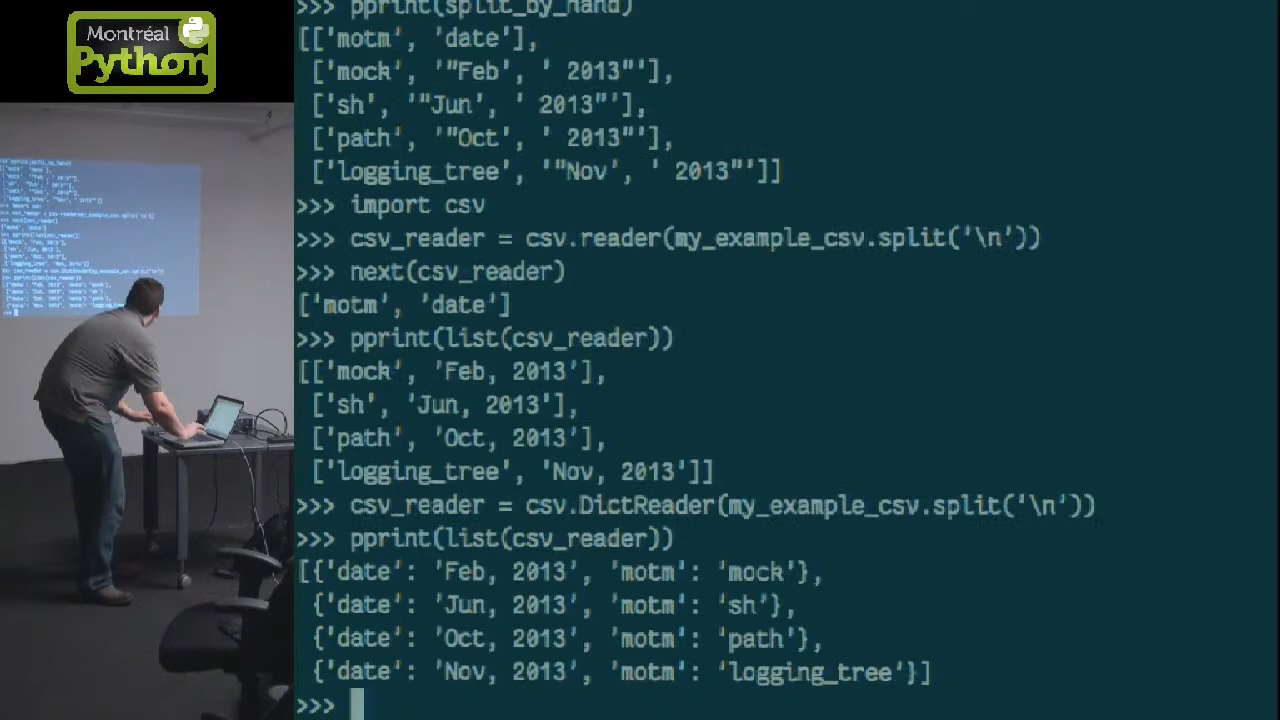 Montréal
Python
>>> pprint(split_by_hand)
[['motm', 'date'],
 ['mock', '"Feb', ' 2013"'],
 ['sh', '"Jun', ' 2013"'],
 ['path', '"Oct', ' 2013"'],
 ['logging_tree', '"Nov', ' 2013"']]
>>> import csv
>>> csv_reader = csv.reader(my_example_csv.split('\n'))
>>> next(csv_reader)
['motm', 'date']
>>> pprint(list(csv_reader))
[['mock', 'Feb, 2013'],
 ['sh', 'Jun, 2013'],
 ['path', 'Oct, 2013'],
 ['logging_tree', 'Nov, 2013']]
>>> csv_reader = csv.DictReader(my_example_csv.split('\n'))
>>> pprint(list(csv_reader))
[{'date': 'Feb, 2013', 'motm': 'mock'},
 {'date': 'Jun, 2013', 'motm': 'sh'},
 {'date': 'Oct, 2013', 'motm': 'path'},
 {'date': 'Nov, 2013', 'motm': 'logging_tree'}]
>>>